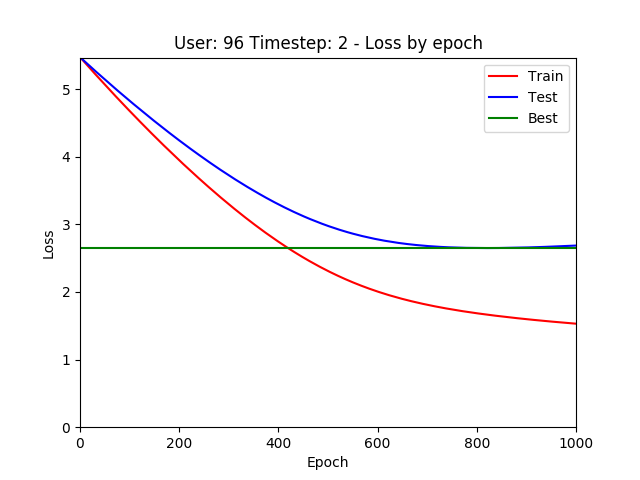 User: 96 Timestep: 2 - Loss by epoch
Train
Test
Best
Loss
5
4
3
2
1
0
0 200 400 600 800 1000
Epoch